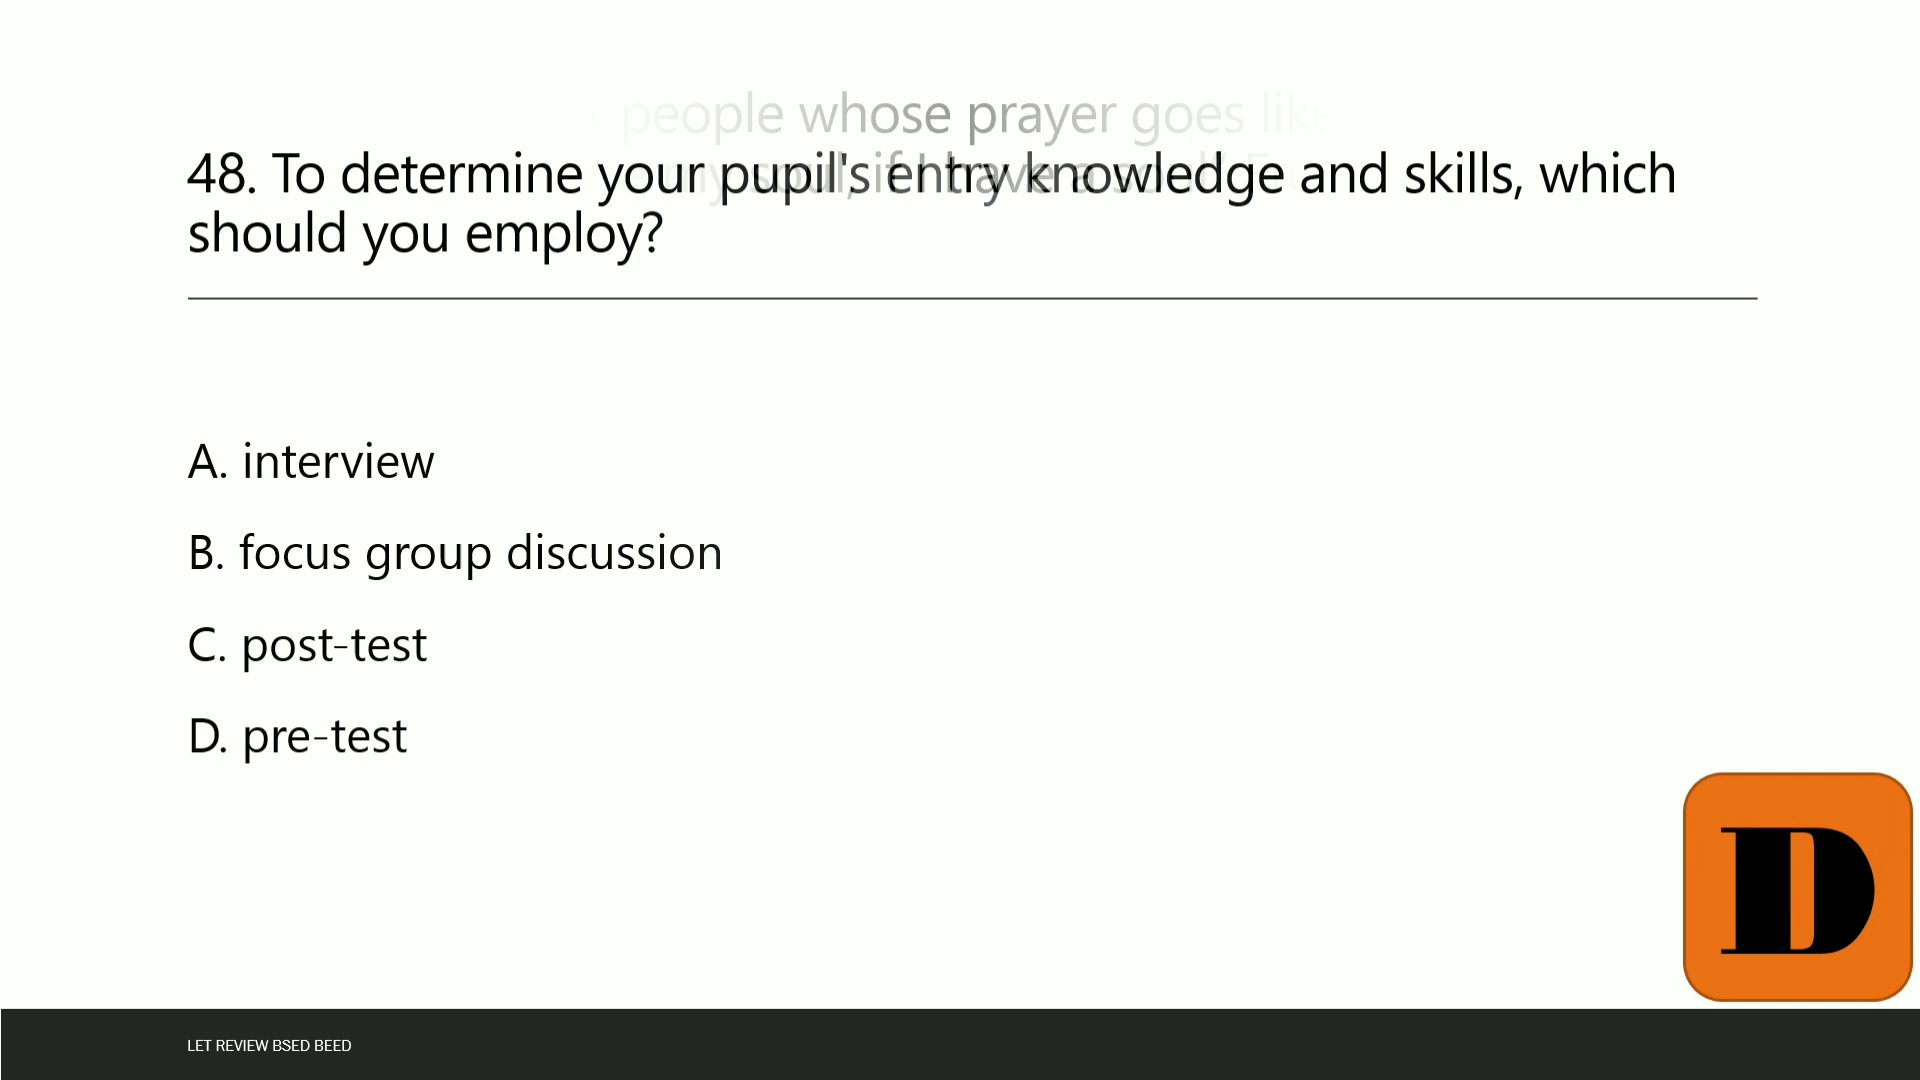 people whose prayer goes
48. To determine your pupil's entry knowledge and skills, which
should you employ?
A. interview
B. focus group discussion
C. post-test
D. pre-test
D
LET REVIEW BSED BEED